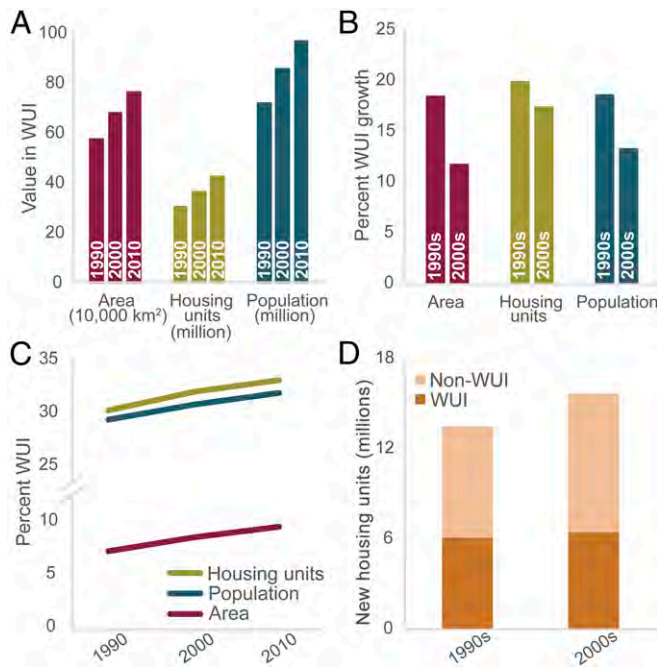 A
Value in WUI
100
80
60
40
20
0
1990
2000
2010
1990
2000
2010
1990
2000
2010
Area
(10,000 km²)
Housing
units
(million)
Population
(million)
B
Percent WUI growth
25
20
15
10
5
0
1990s
2000s
1990s
2000s
1990s
2000s
Area
Housing
units
Population
C
Percent WUI
35
30
25
10
5
0
Housing units
Population
Area
1990
2000
2010
D
New housing units (millions)
18
12
6
0
Non-WUI
WUI
1990s
2000s